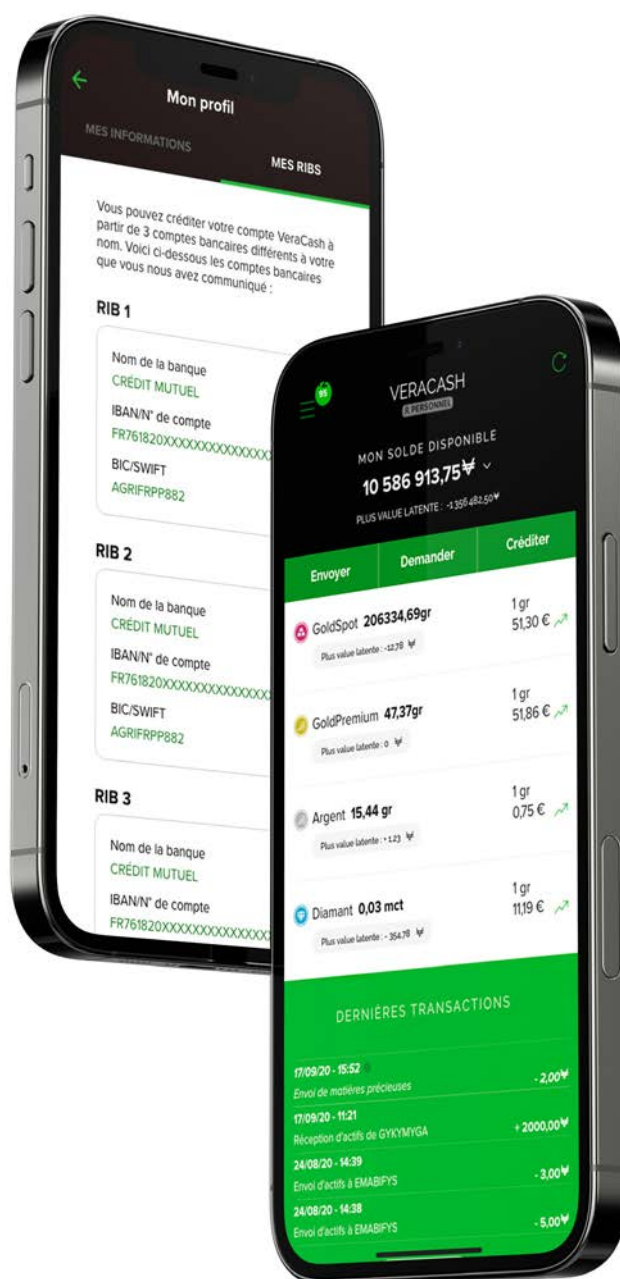 Mon profil
MES INFORMATIONS
MES RIBS
Vous pouvez créditer votre compte VeraCash à
partir de 3 comptes bancaires différents à votre
nom. Voici ci-dessous les comptes bancaires
que vous nous avez communiqué :
RIB 1
Nom de la banque
CRÉDIT MUTUEL
IBAN/N° de compte
FR761820XXXXXXXXXXXXXXX
BIC/SWIFT
AGRIFRPP882
RIB 2
Nom de la banque
CRÉDIT MUTUEL
IBAN/N° de compte
FR761820XXXXXXXXXXXXXXX
BIC/SWIFT
AGRIFRPP882
RIB 3
Nom de la banque
CRÉDIT MUTUEL
IBAN/N° de compte
FR761820XXXXXXXXXXXXXXX
95
VERACASH
R PERSONNEL
MON SOLDE DISPONIBLE
10 586 913,75
PLUS VALUE LATENTE : -1 356 482,50
Envoyer Demander Créditer
GoldSpot 206334,69gr 1 gr
Plus value latente : -12,78 51,30 €
GoldPremium 47,37gr 1 gr
Plus value latente : 0 51,86 €
Argent 15,44 gr 1 gr
Plus value latente : + 1.23 0,75 €
Diamant 0,03 mct 1 gr
Plus value latente : - 354.78 11,19 €
DERNIÈRES TRANSACTIONS
17/09/20 - 15:52
Envoi de matières précieuses - 2,00
17/09/20 - 11:21
Réception d'actifs de GYKYMYGA + 2000,00
24/08/20 - 14:39
Envoi d'actifs à EMABIFYS - 3,00
24/08/20 - 14:38
Envoi d'actifs à EMABIFYS - 5,00